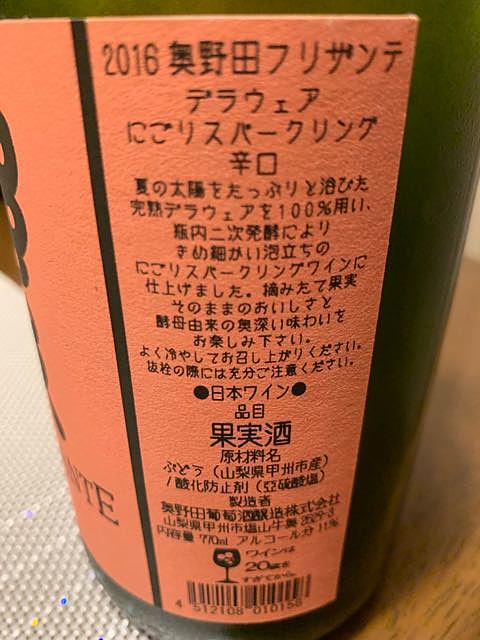 2016 奥野田フリザンテ
デラウェア
にごりスパークリング
辛口
夏の太陽をたっぷりと浴びた
完熟デラウェアを100%用い、
瓶内二次発酵により
きめ細かい泡立ちの
にごりスパークリングワインに
仕上げました。摘みたて果実
そのままのおいしさと
酵母由来の奥深い味わいを
お楽しみ下さい。
よく冷やしてお召し上がりください。
抜栓の際には充分ご注意ください。
●日本ワイン●
品目
果実酒
原材料名
ぶどう（山梨県甲州市産）
/酸化防止剤（亞硫酸塩）
製造者
奥野田葡萄酒醸造株式会社
山梨県甲州市塩山牛奥 2529-3
内容量 770ml アルコール分 11%
ワインは
20歳を
すぎてから。
4 512108 010158
NTE